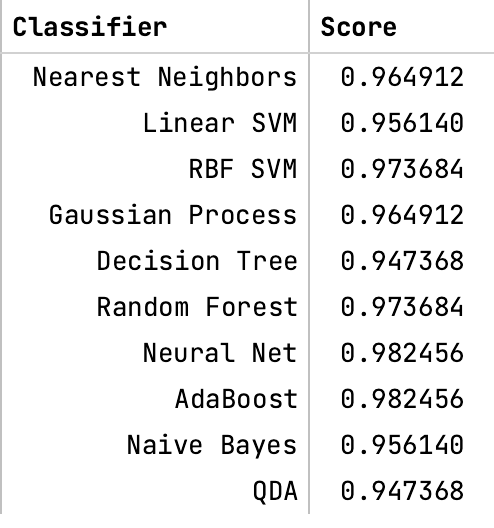 Classifier Score
Nearest Neighbors 0.964912
Linear SVM 0.956140
RBF SVM 0.973684
Gaussian Process 0.964912
Decision Tree 0.947368
Random Forest 0.973684
Neural Net 0.982456
AdaBoost 0.982456
Naive Bayes 0.956140
QDA 0.947368